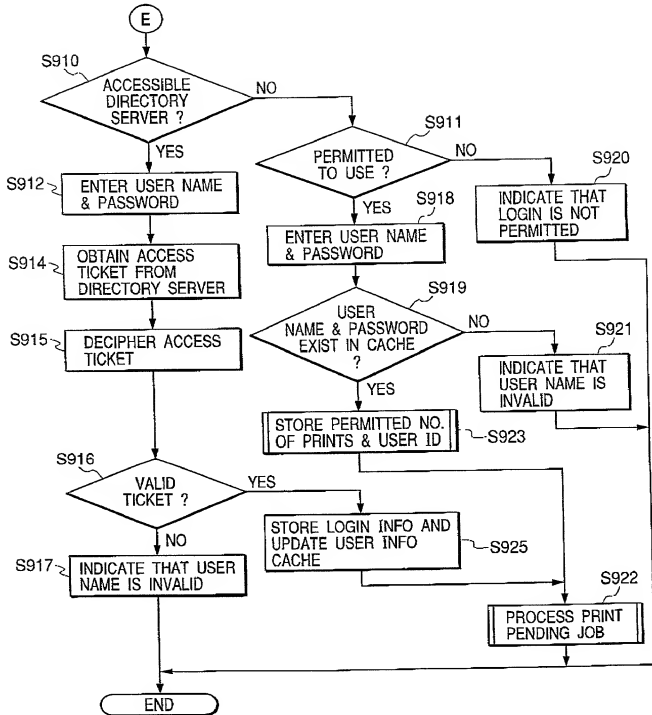 E
S910
ACCESSIBLE
DIRECTORY
SERVER ?
NO
YES
S911
PERMITTED
TO USE ?
NO
YES
S920
INDICATE THAT
LOGIN IS NOT
PERMITTED
S912
ENTER USER NAME
& PASSWORD
S918
ENTER USER NAME
& PASSWORD
S914
OBTAIN ACCESS
TICKET FROM
DIRECTORY SERVER
S919
USER
NAME & PASSWORD
EXIST IN CACHE
?
NO
YES
S915
DECIPHER ACCESS
TICKET
S921
INDICATE THAT
USER NAME IS
INVALID
STORE PERMITTED NO.
OF PRINTS & USER ID
S923
S916
VALID
TICKET ?
YES
NO
STORE LOGIN INFO AND
UPDATE USER INFO
CACHE
S925
S917
INDICATE THAT USER
NAME IS INVALID
S922
PROCESS PRINT
PENDING JOB
END